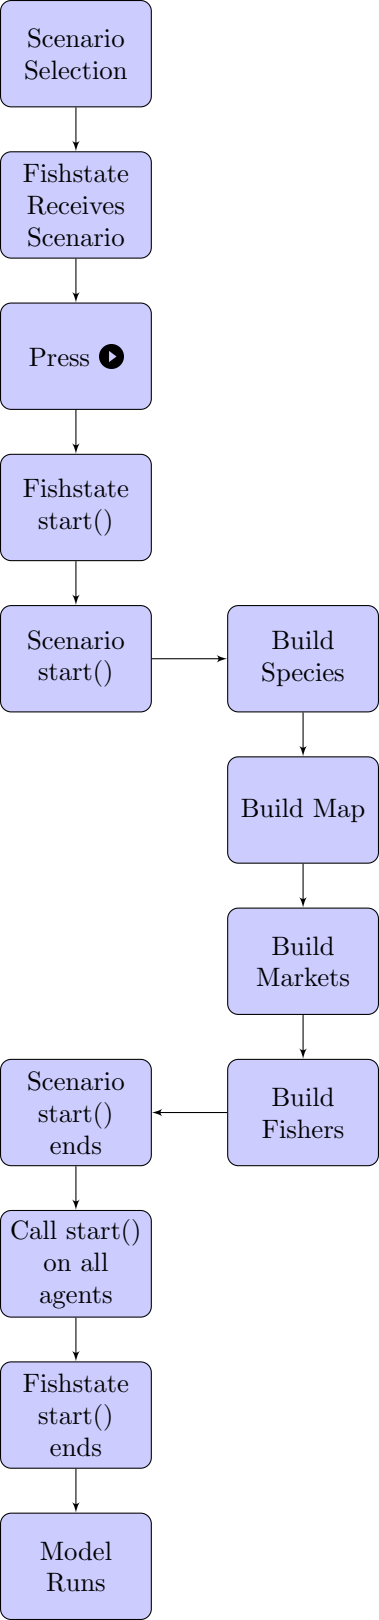 Scenario
Selection
Fishstate
Receives
Scenario
Press
Fishstate
start()
Scenario
start()
Build
Species
Build Map
Build
Markets
Build
Fishers
Scenario
start()
ends
Call start()
on all
agents
Fishstate
start()
ends
Model
Runs